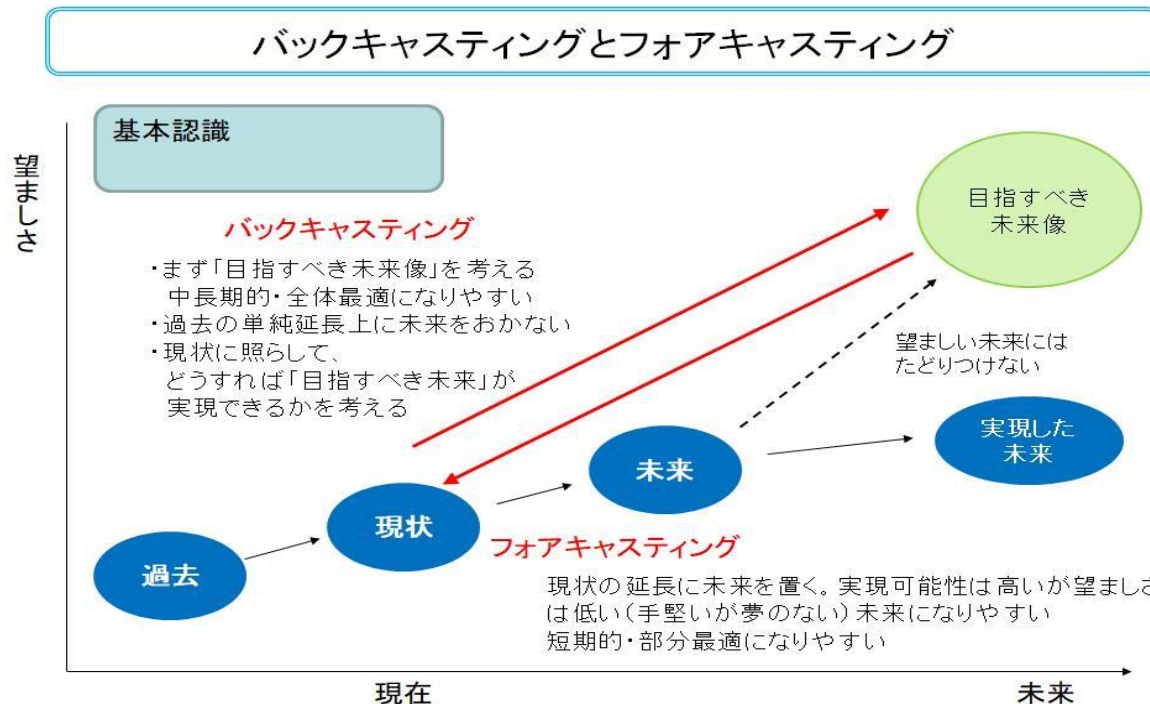 バックキャスティングとフォアキャスティング
基本認識
望ましさ
バックキャスティング
・まず「目指すべき未来像」を考える
中長期的・全体最適になりやすい
・過去の単純延長上に未来をおかない
・現状に照らして、
どうすれば「目指すべき未来」が
実現できるかを考える
目指すべき
未来像
望ましい未来には
たどりつけない
実現した
未来
未来
現状
過去
フォアキャスティング
現状の延長に未来を置く。実現可能性は高いが望ましさ
は低い(手堅いが夢のない)未来になりやすい
短期的・部分最適になりやすい
現在
未来